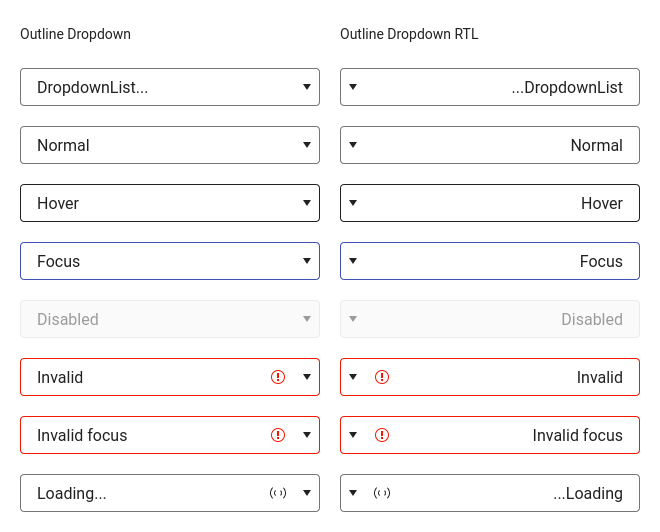 Outline Dropdown
DropdownList...
Normal
Hover
Focus
Disabled
Invalid
Invalid focus
Loading...
Outline Dropdown RTL
...DropdownList
Normal
Hover
Focus
Disabled
Invalid
Invalid focus
...Loading